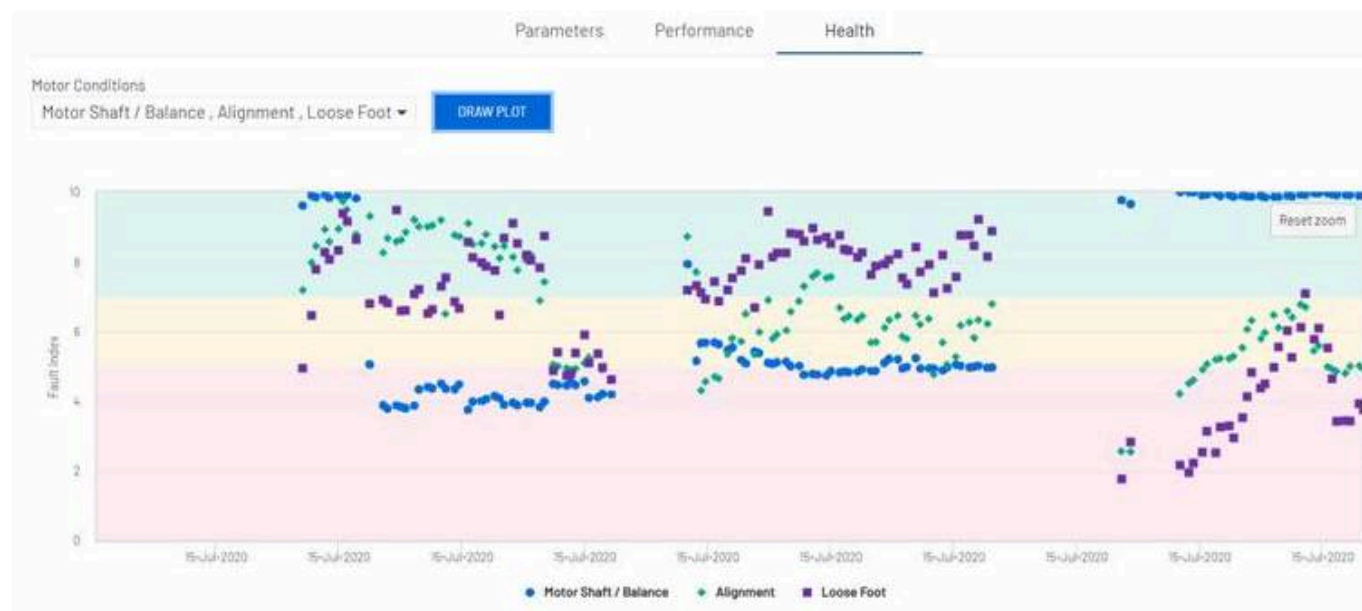 Parameters Performance Health
Motor Conditions
Motor Shaft / Balance , Alignment , Loose Foot
DRAW PLOT
10
Reset zoom
8
6
Fault Index
4
2
0
15-Jul-2020 15-Jul-2020 15-Jul-2020 15-Jul-2020 15-Jul-2020 15-Jul-2020 15-Jul-2020 15-Jul-2020 15-Jul-2020 15-Jul-2020
Motor Shaft / Balance Alignment Loose Foot